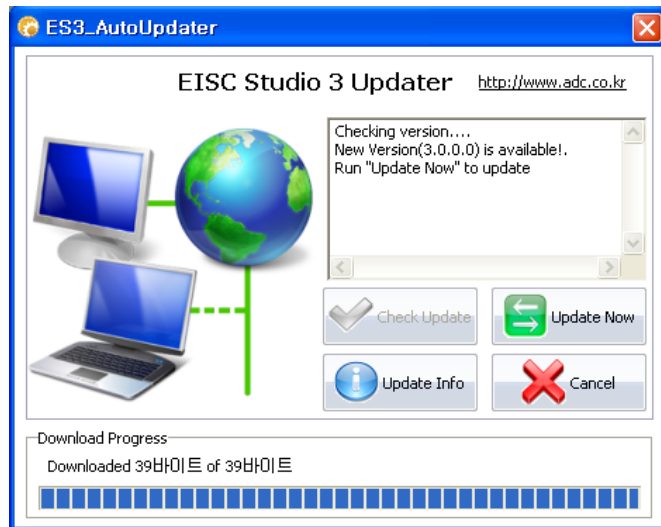 ES3_AutoUpdater
EISC Studio 3 Updater http://www.adc.co.kr
Checking version....
New Version(3.0.0.0) is available!.
Run "Update Now" to update
Check Update
Update Now
Update Info
Cancel
Download Progress
Downloaded 39바이트 of 39바이트